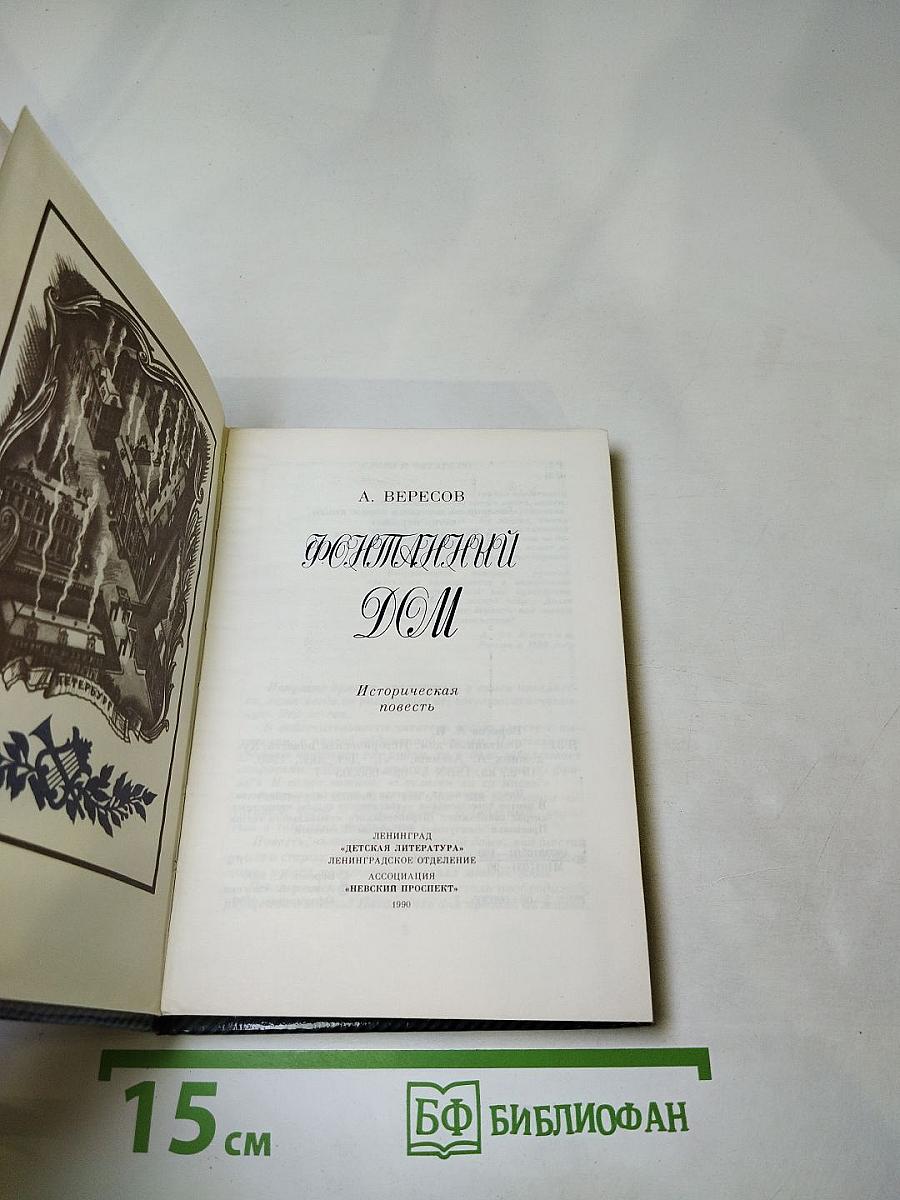 А. ВЕРЕСОВ
ФОНТАННЫЙ
ДОМ
Историческая
повесть
ЛЕНИНГРАД
«ДЕТСКАЯ ЛИТЕРАТУРА»
ЛЕНИНГРАДСКОЕ ОТДЕЛЕНИЕ
АССОЦИАЦИЯ
«НЕВСКИЙ ПРОСПЕКТ»
1990
ПЕТЕРБУРГ
15 см
БФ БИБЛИОФАН